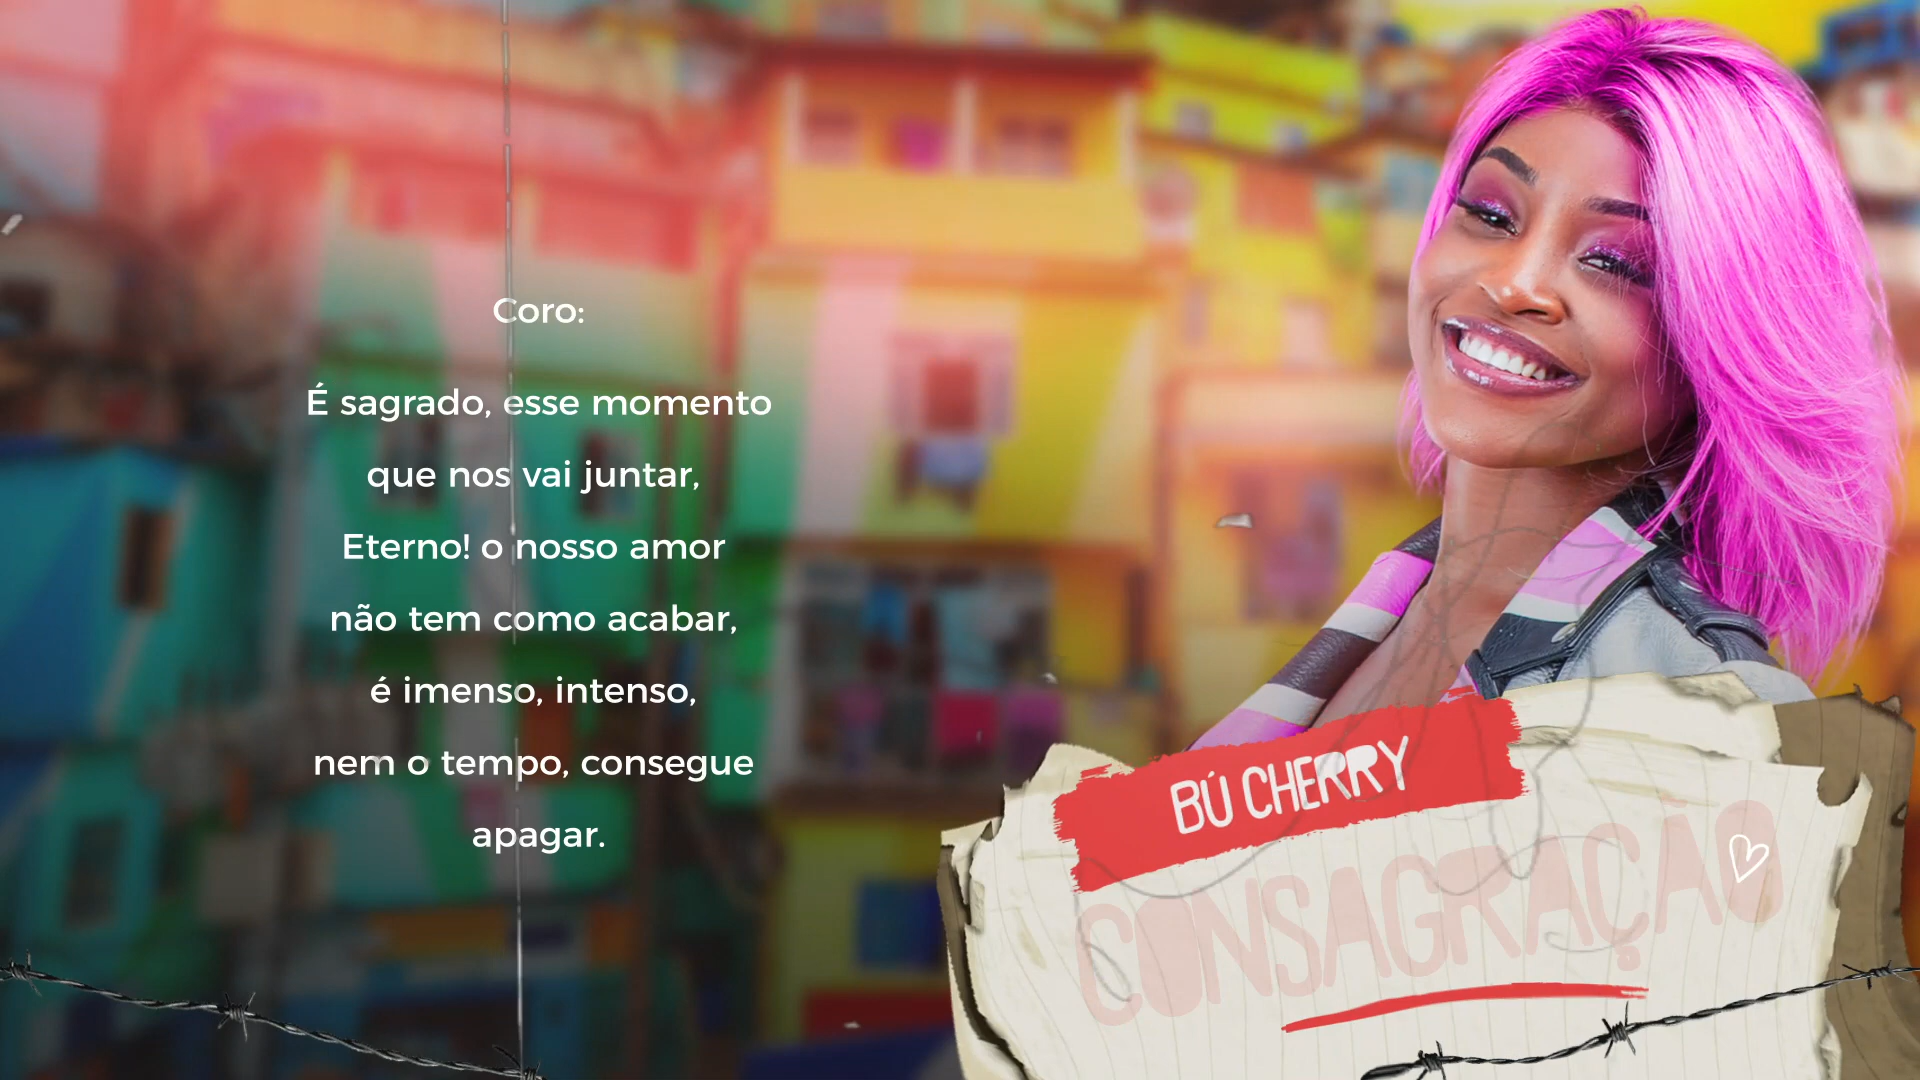 Coro:
É sagrado, esse momento
que nos vai juntar,
Eterno! o nosso amor
não tem como acabar,
é imenso, intenso,
nem o tempo, consegue
apagar.
BÚ CHERRY
CONSAGRAÇÃO